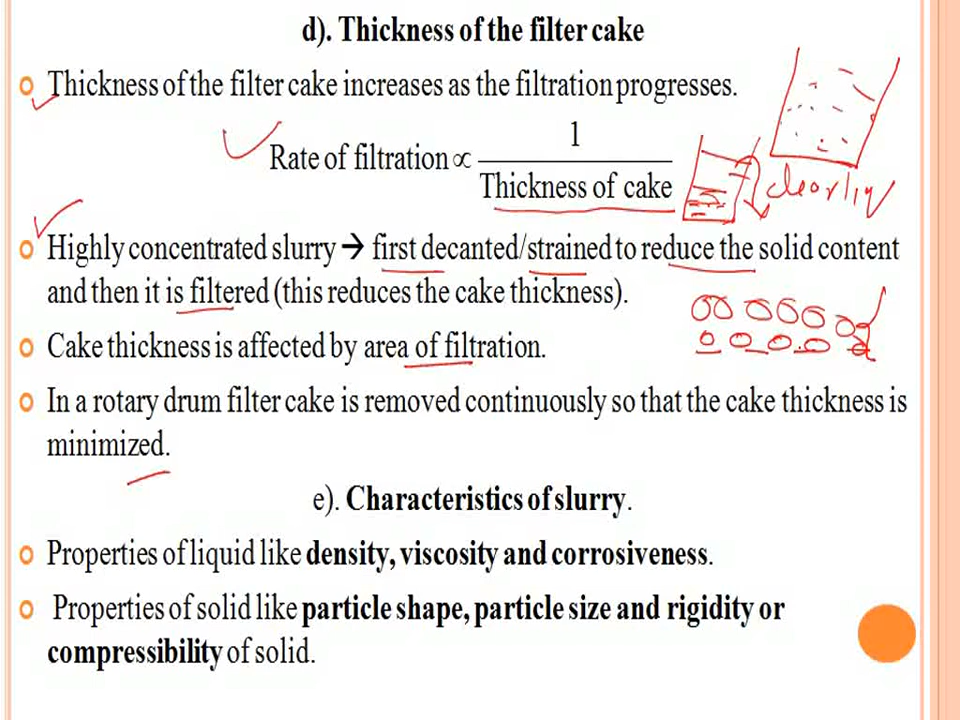 d). Thickness of the filter cake
Thickness of the filter cake increases as the filtration progresses.
Rate of filtration ∝ 1 / Thickness of cake
clear liq
Highly concentrated slurry → first decanted/strained to reduce the solid content
and then it is filtered (this reduces the cake thickness).
Cake thickness is affected by area of filtration.
In a rotary drum filter cake is removed continuously so that the cake thickness is
minimized.
e). Characteristics of slurry.
Properties of liquid like density, viscosity and corrosiveness.
Properties of solid like particle shape, particle size and rigidity or
compressibility of solid.